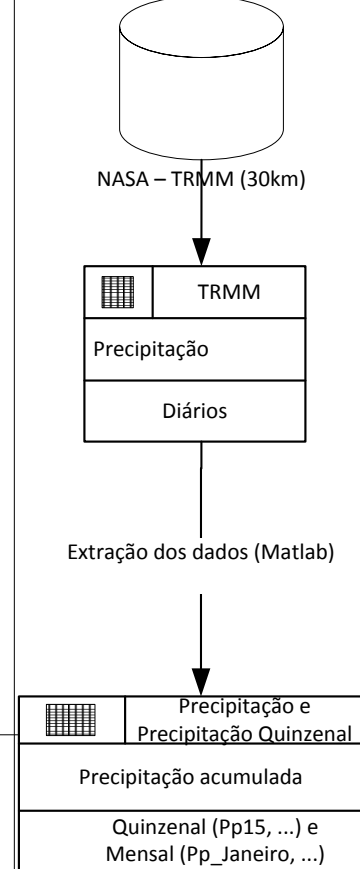 NASA – TRMM (30km)
TRMM
Precipitação
Diários
Extração dos dados (Matlab)
Precipitação e
Precipitação Quinzenal
Precipitação acumulada
Quinzenal (Pp15, ...) e
Mensal (Pp_Janeiro, ...)